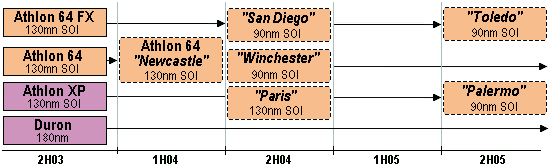 Athlon 64 FX
130mn SOI
"San Diego"
90nm SOI
"Toledo"
90nm SOI
Athlon 64
130mn SOI
Athlon 64
"Newcastle"
130nm SOI
"Winchester"
90nm SOI
Athlon XP
130nm SOI
"Paris"
130nm SOI
"Palermo"
90nm SOI
Duron
180nm
2H03
1H04
2H04
1H05
2H05